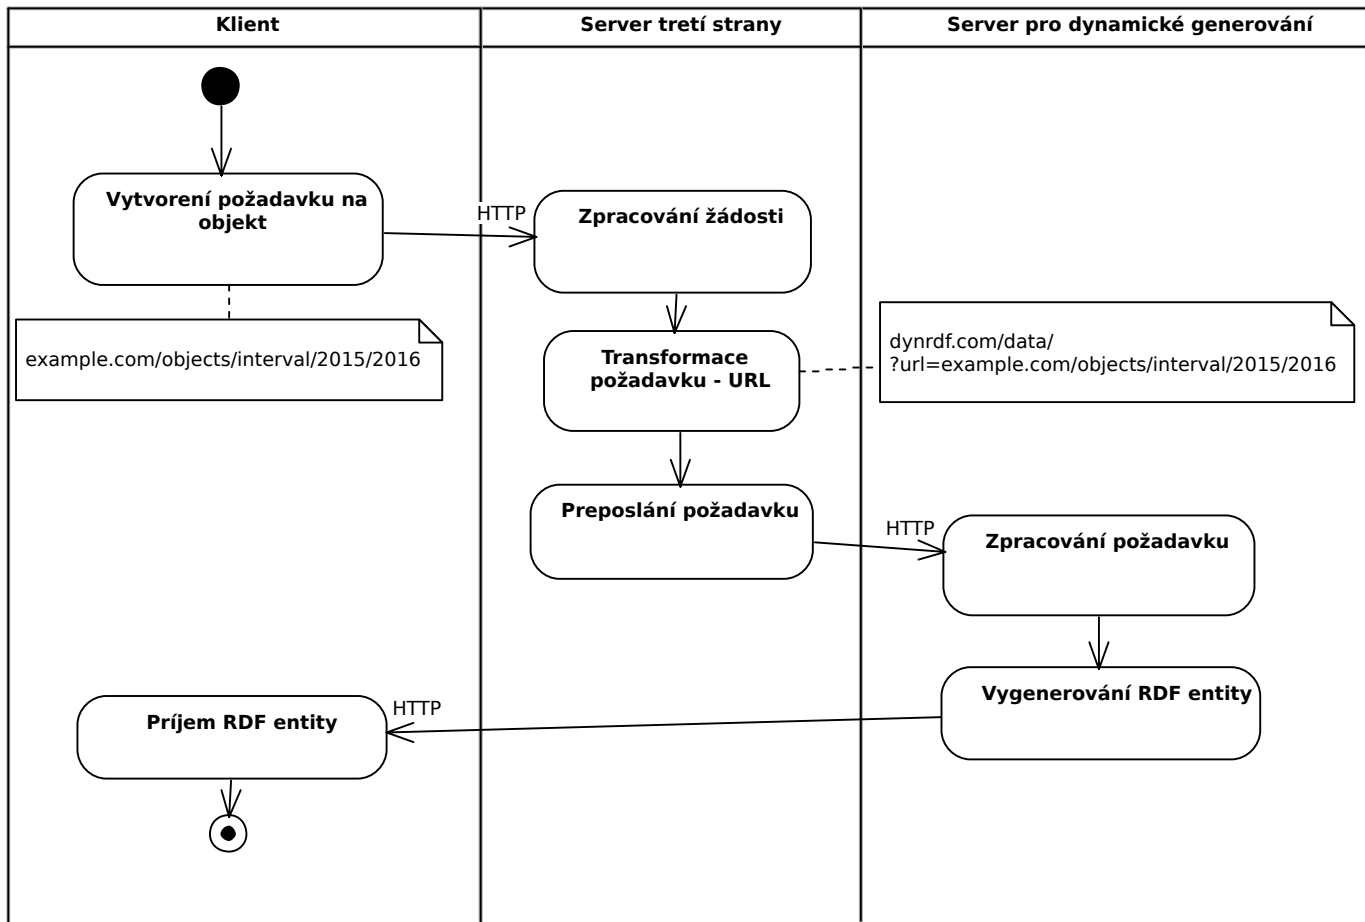 Klient
Server tretí strany
Server pro dynamické generování
Vytvorení požadavku na
objekt
HTTP
Zpracování žádosti
example.com/objects/interval/2015/2016
Transformace
požadavku - URL
dynrdf.com/data/
?url=example.com/objects/interval/2015/2016
Preposlání požadavku
HTTP
Zpracování požadavku
Vygenerování RDF entity
HTTP
Príjem RDF entity